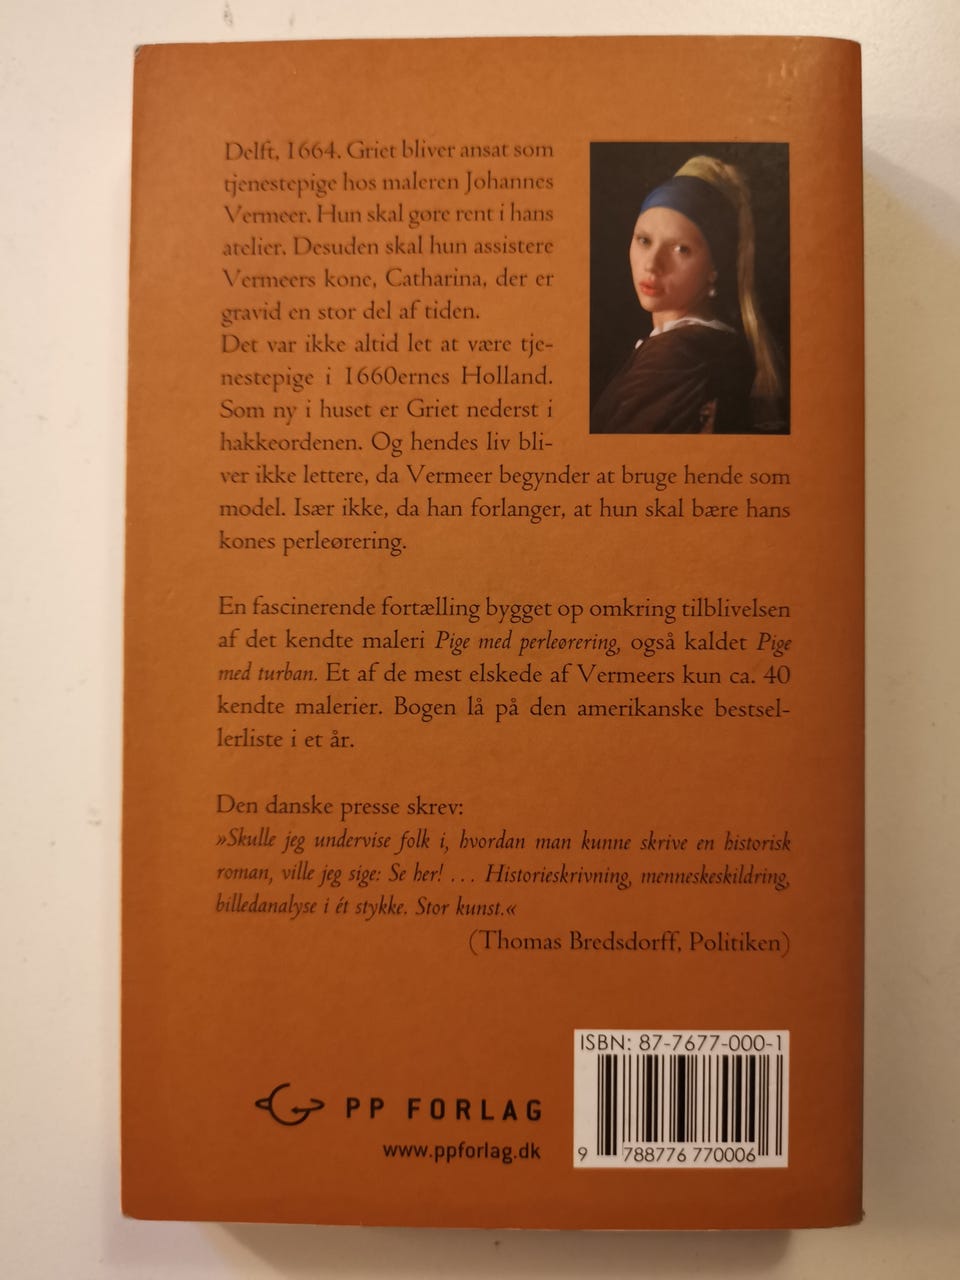 Delft, 1664. Griet bliver ansat som
tjenestepige hos maleren Johannes
Vermeer. Hun skal gøre rent i hans
atelier. Desuden skal hun assistere
Vermeers kone, Catharina, der er
gravid en stor del af tiden.
Det var ikke altid let at være tje-
nestepige i 1660ernes Holland.
Som ny i huset er Griet nederst i
hakkeordenen. Og hendes liv bli-
ver ikke lettere, da Vermeer begynder at bruge hende som
model. Især ikke, da han forlanger, at hun skal bære hans
kones perleørering.
En fascinerende fortælling bygget op omkring tilblivelsen
af det kendte maleri Pige med perleørering, også kaldet Pige
med turban. Et af de mest elskede af Vermeers kun ca. 40
kendte malerier. Bogen lå på den amerikanske bestsel-
lerliste i et år.
Den danske presse skrev:
»Skulle jeg undervise folk i, hvordan man kunne skrive en historisk
roman, ville jeg sige: Se her! ... Historieskrivning, menneskeskildring,
billedanalyse i ét stykke. Stor kunst.«
(Thomas Bredsdorff, Politiken)
ISBN: 87-7677-000-1
PP FORLAG
www.ppforlag.dk
9 788776 770006